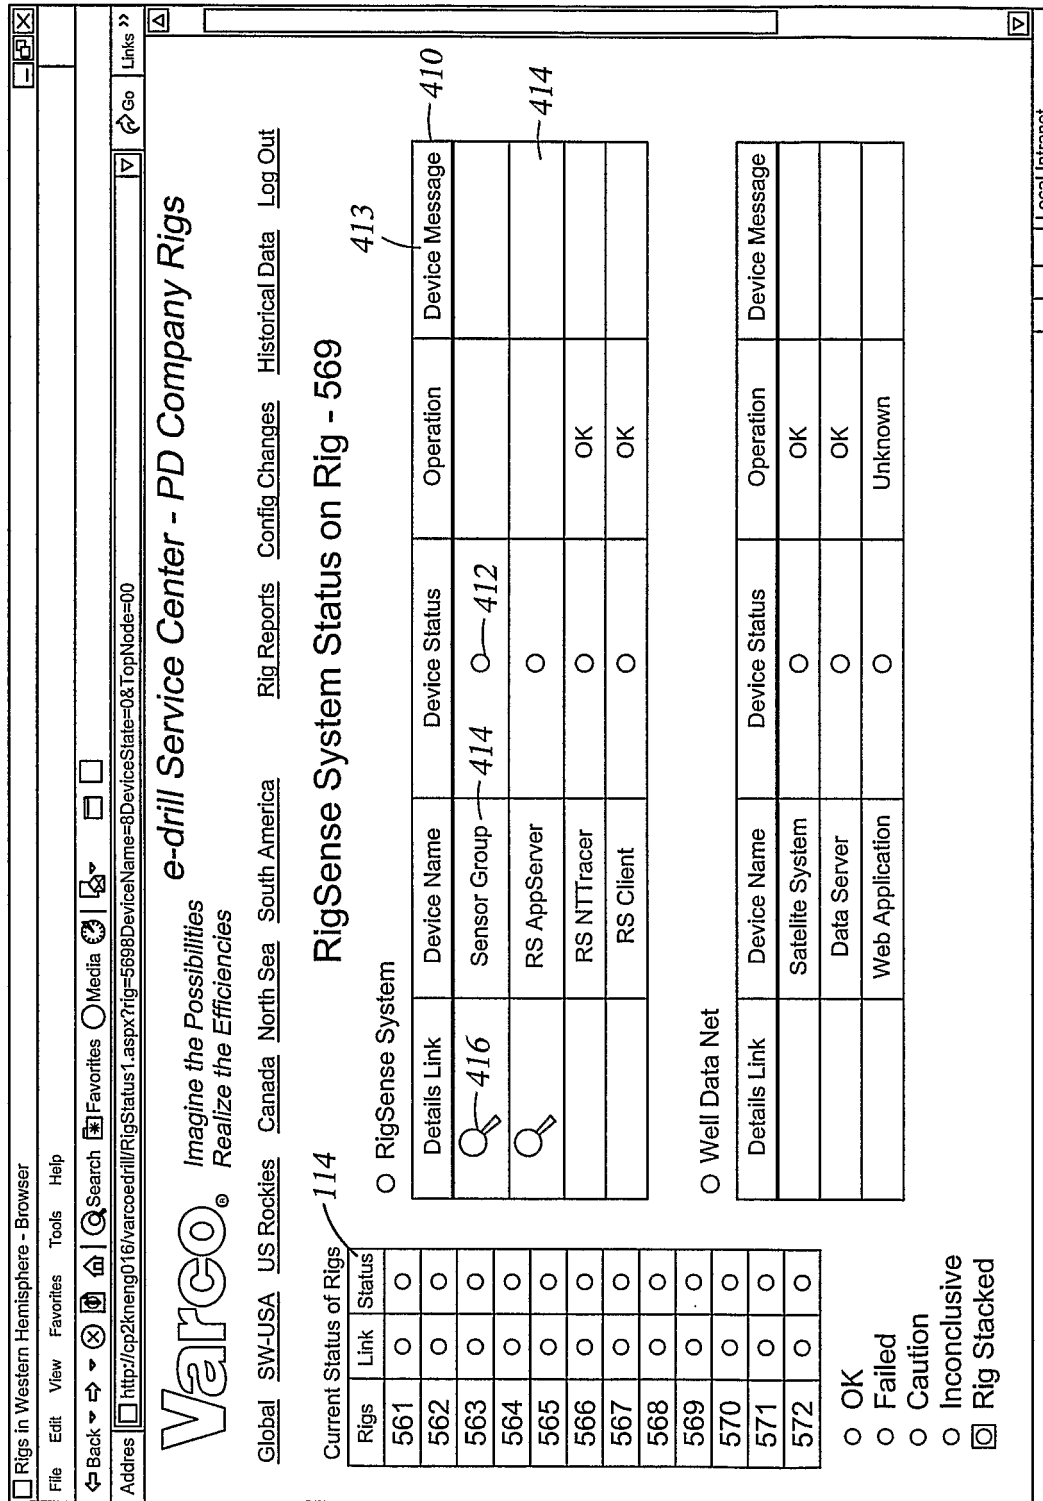 Rigs in Western Hemisphere - Browser
File Edit View Favorites Tools Help
Back Search Favorites Media
Addres http://cp2kneng016/varcoedrill/RigStatus1.aspx?rig=5698DeviceName=8DeviceState=0&TopNode=00 Go Links »
Varco® Imagine the Possibilities
Realize the Efficiencies
e-drill Service Center - PD Company Rigs
Global SW-USA US Rockies Canada North Sea South America Rig Reports Config Changes Historical Data Log Out
RigSense System Status on Rig - 569
Current Status of Rigs
114
Rigs Link Status
561
562
563
564
565
566
567
568
569
570
571
572
OK
Failed
Caution
Inconclusive
Rig Stacked
RigSense System
413
410
Details Link Device Name Device Status Operation Device Message
416 Sensor Group 414 412
RS AppServer 414
RS NTTracer OK
RS Client OK
Well Data Net
Details Link Device Name Device Status Operation Device Message
Satellite System OK
Data Server OK
Web Application Unknown
Local Intranet